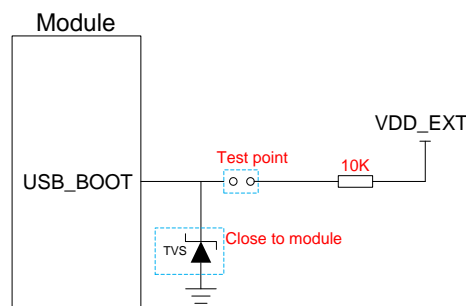 Module
VDD_EXT
Test point
10K
USB_BOOT
Close to module
TVS